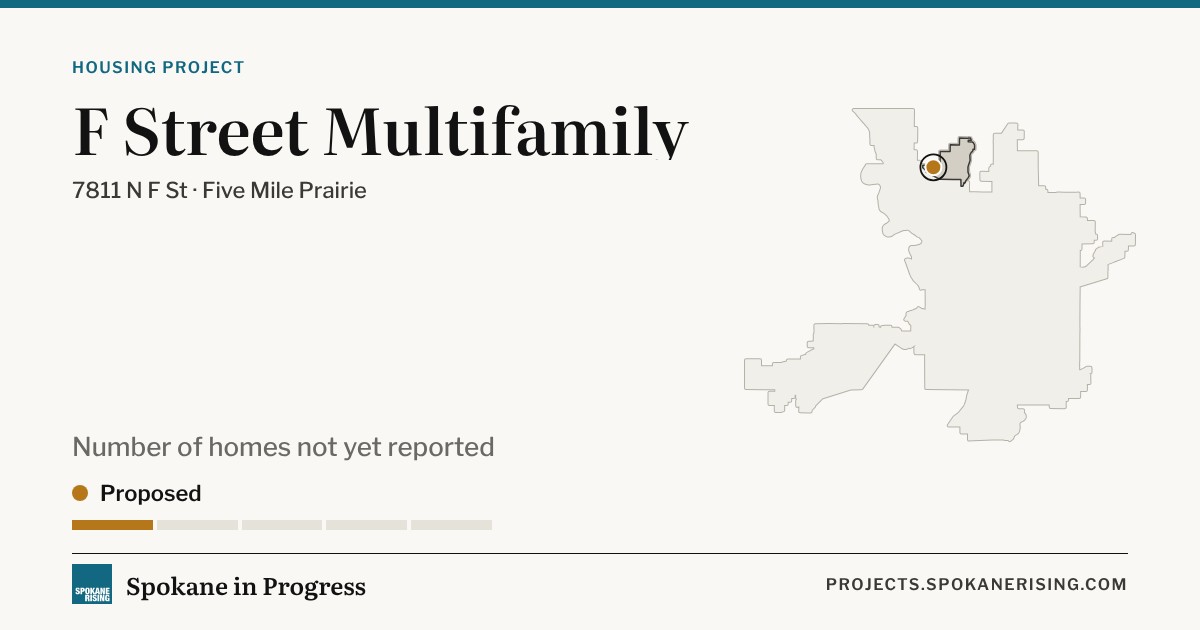 HOUSING PROJECT
F Street Multifamily
7811 N F St · Five Mile Prairie
Number of homes not yet reported
Proposed
SPOKANE
RISING
Spokane in Progress
PROJECTS.SPOKANERISING.COM